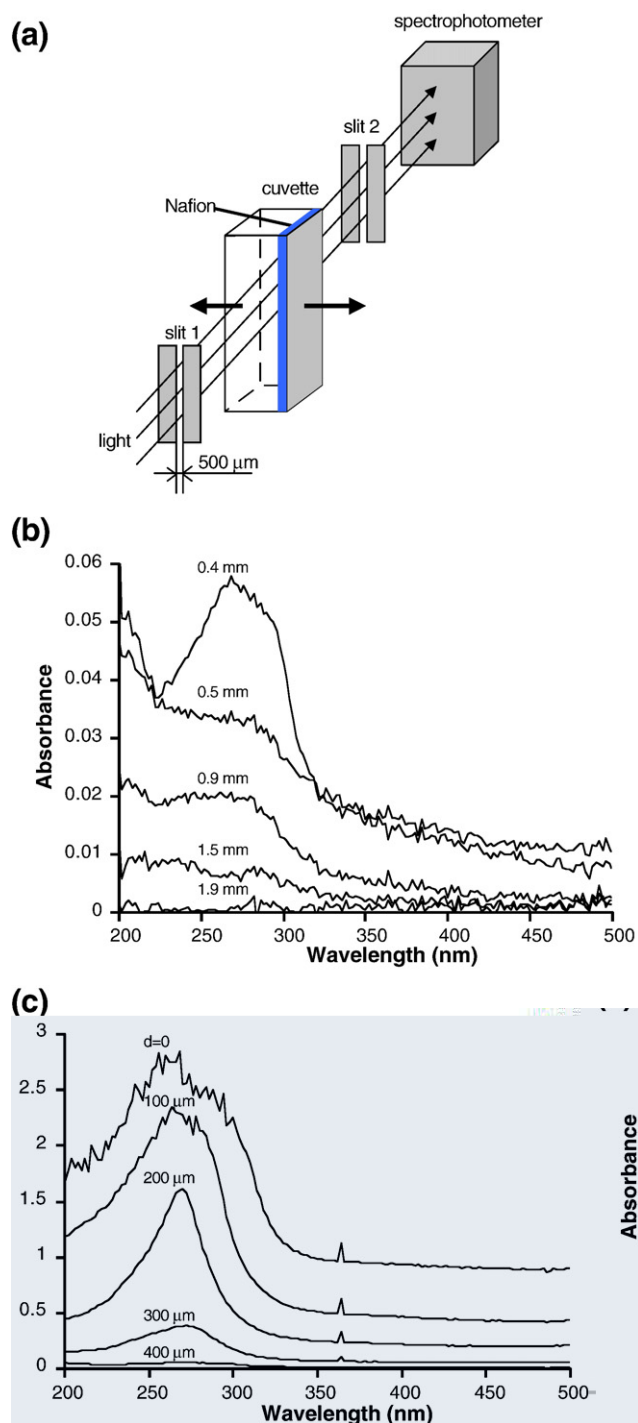 (a)
spectrophotometer
slit 2
cuvette
Nafion
slit 1
light
500 μm
(b)
Absorbance
0.06
0.05
0.04
0.03
0.02
0.01
0
0.4 mm
0.5 mm
0.9 mm
1.5 mm
1.9 mm
200 250 300 350 400 450 500
Wavelength (nm)
(c)
3
2.5
2
1.5
1
0.5
0
d=0
100 μm
200 μm
300 μm
400 μm
200 250 300 350 400 450 500
Wavelength (nm)
Absorbance